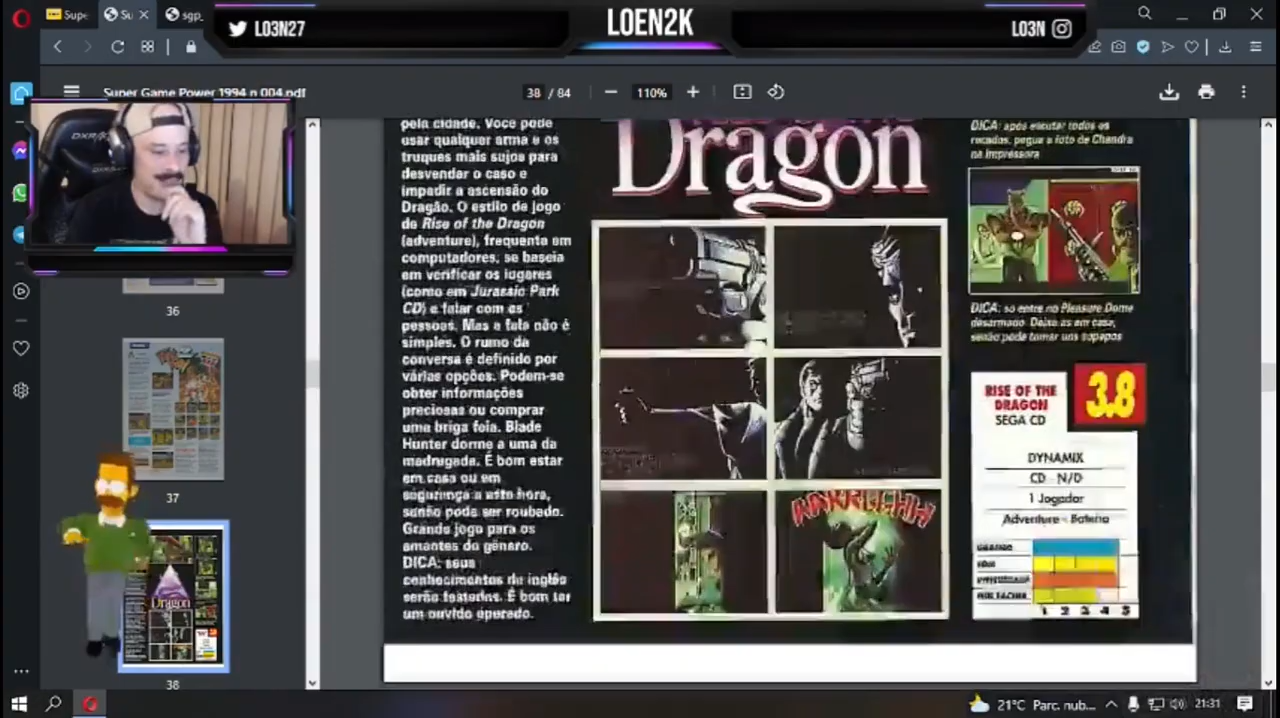 Supe
Su
sgp_
LO3N27
LOEN2K
LO3N
Super Game Power 1994 n 004.pdf
38 / 84
110%
36
37
38
pela cidade. Você pode
usar qualquer arma e os
truques mais sujos para
desvendar o caso e
impedir a ascensão do
Dragão. O estilo de jogo
de Rise of the Dragon
(adventure), frequente em
computadores, se baseia
em verificar os lugares
(como em Jurassic Park
CD) e falar com as
pessoas. Mas a fala não é
simples. O rumo da
conversa é definido por
várias opções. Podem-se
obter informações
preciosas ou comprar
uma briga feia. Blade
Hunter dorme a uma da
madrugada. É bom estar
em casa ou em
segurança a esta hora,
senão pode ser roubado.
Grande jogo para os
amantes do gênero.
DICA: seus
conhecimentos de inglês
serão testados. É bom ter
um ouvido apurado.
Dragon
DICA: após escutar todos os
recados, pegue a foto de Chandra
na impressora
DICA: só entre no Pleasure Dome
desarmado. Deixe as em casa,
senão pode tomar uns sopapos
RISE OF THE
DRAGON
SEGA CD
3.8
DYNAMIX
CD - N/D
1 Jogador
Adventure - Bateria
GRÁFICO
SOM
1 2 3 4 5
Dragon
21°C Parc. nub...
21:31